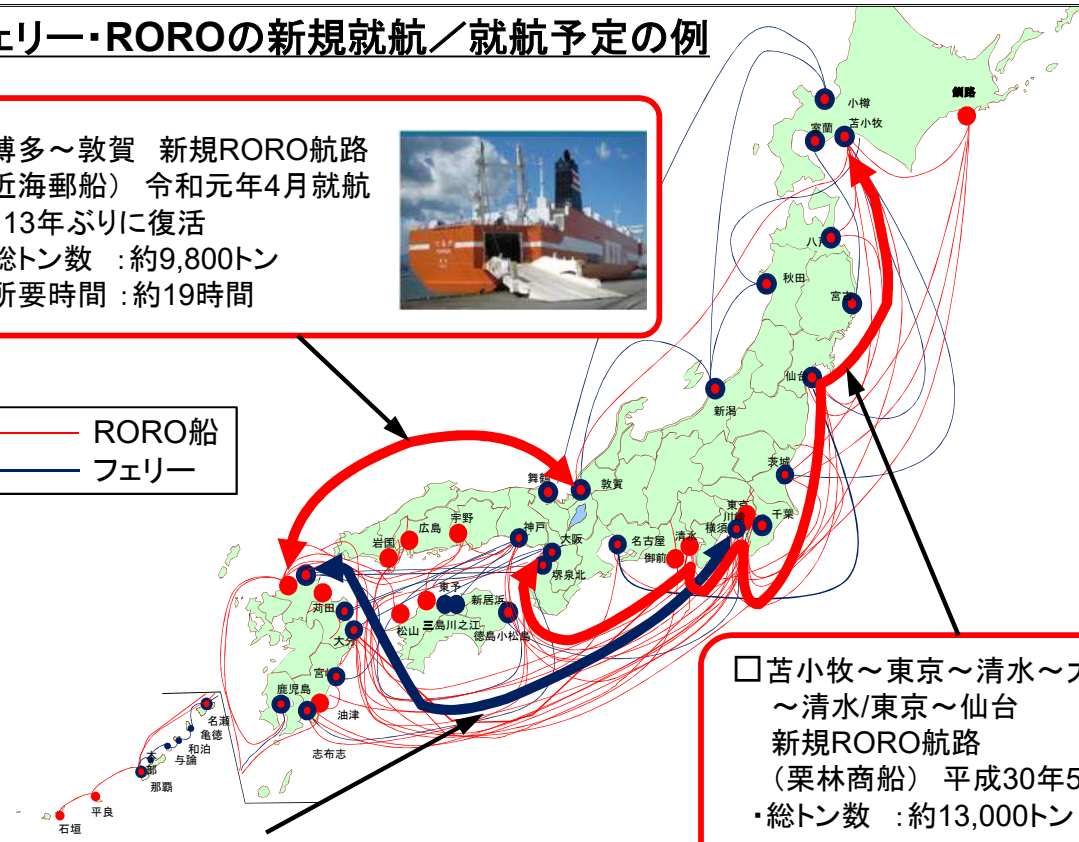 ェリー・ROROの新規就航／就航予定の例
博多～敦賀 新規RORO航路
近海郵船） 令和元年4月就航
13年ぶりに復活
総トン数 ：約9,800トン
所要時間 ：約19時間
RORO船
フェリー
小樽
釧路
室蘭
苫小牧
八戸
秋田
宮古
仙台
新潟
茨城
舞鶴
敦賀
東京
川崎
千葉
横須
広島
宇野
神戸
大阪
名古屋
清水
岩国
御前
堺泉北
東予
新居浜
苅田
松山
三島川之江
徳島小松島
大分
宮崎
鹿児島
油津
志布志
名瀬
亀徳
和泊
与論
本部
那覇
平良
石垣
□苫小牧～東京～清水～大
～清水/東京～仙台
新規RORO航路
（栗林商船） 平成30年5
・総トン数 ：約13,000トン